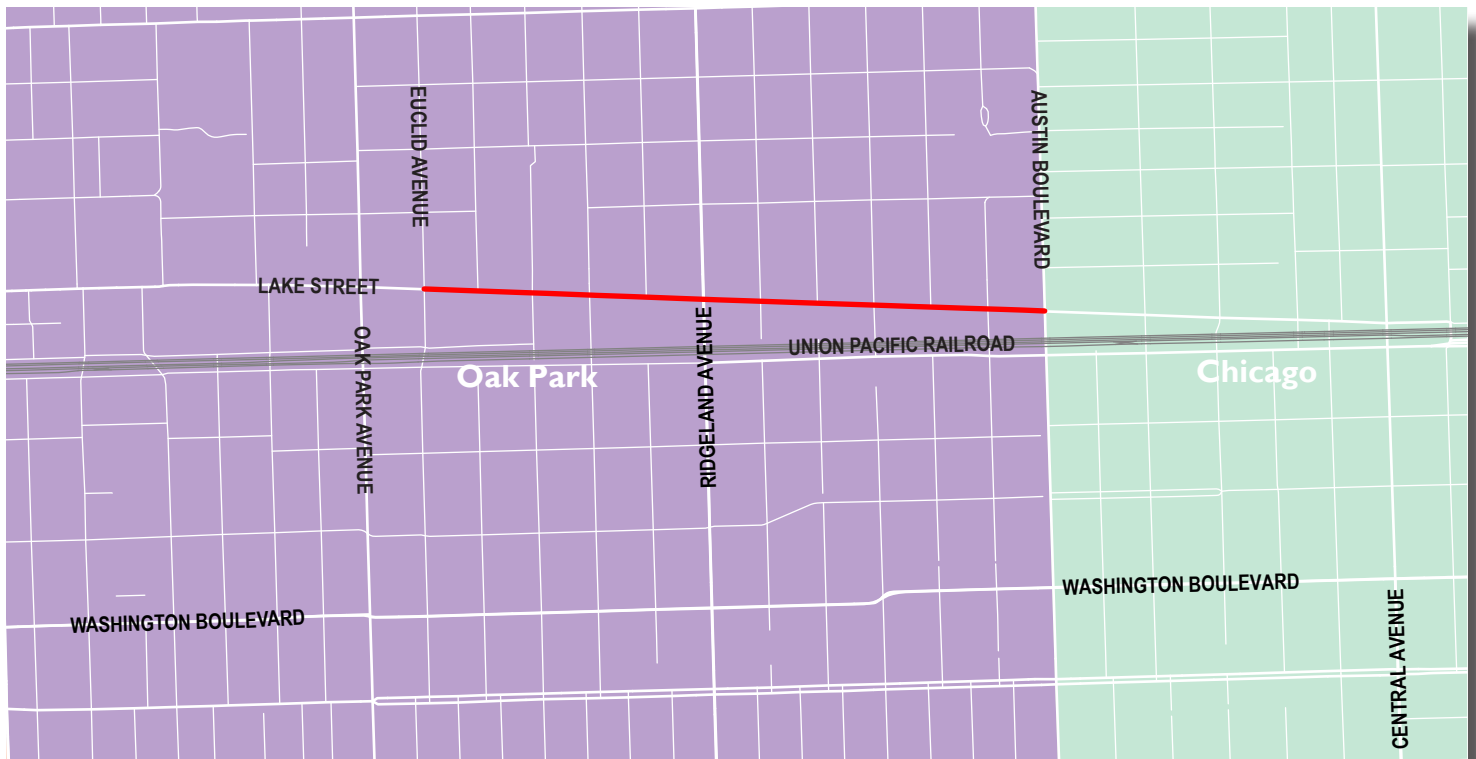 EUCLID AVENUE
AUSTIN BOULEVARD
LAKE STREET
OAK PARK AVENUE
RIDGELAND AVENUE
UNION PACIFIC RAILROAD
Oak Park
Chicago
WASHINGTON BOULEVARD
WASHINGTON BOULEVARD
CENTRAL AVENUE